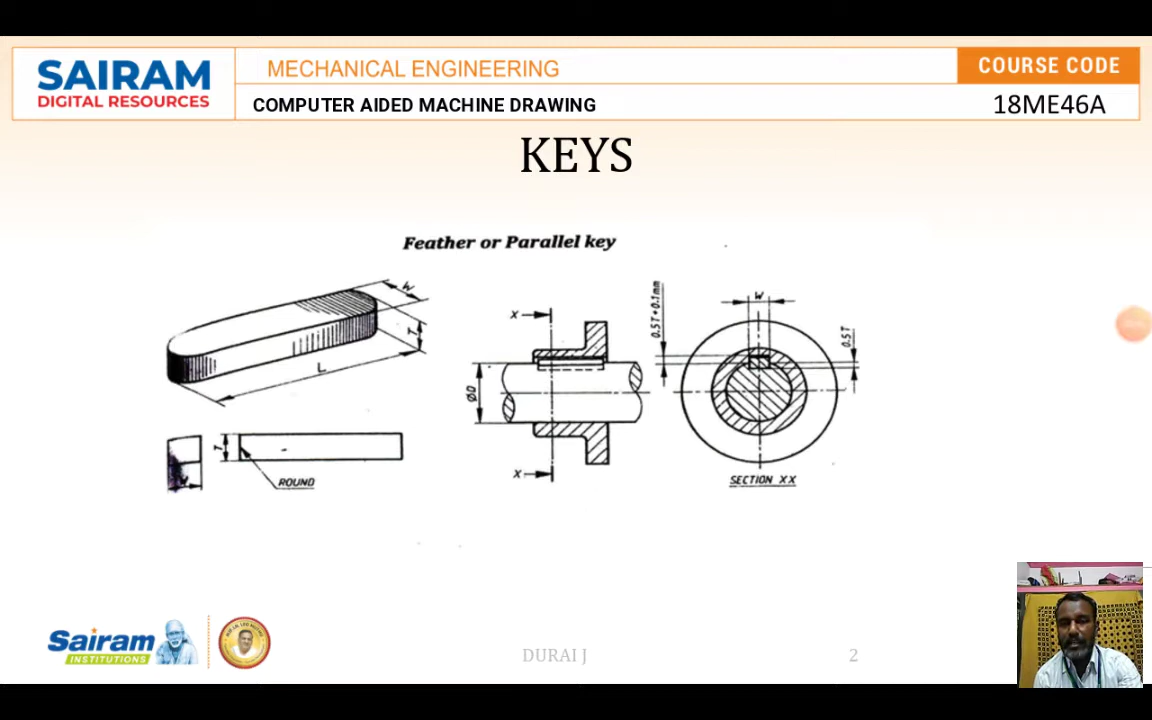 SAIRAM
DIGITAL RESOURCES
MECHANICAL ENGINEERING
COMPUTER AIDED MACHINE DRAWING
COURSE CODE
18ME46A
KEYS
Feather or Parallel key
W
T
L
W
T
ROUND
X
ØD
X
0.5T+0.1mm
W
0.5T
SECTION XX
Sairam
INSTITUTIONS
DURAI J
2